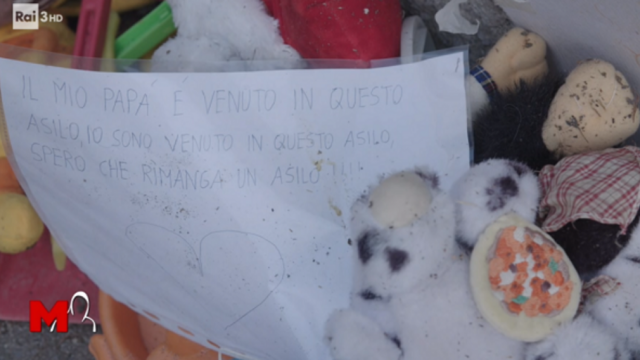 Rai 3HD
IL MIO PAPÀ È VENUTO IN QUESTO
ASILO, IO SONO VENUTO IN QUESTO ASILO,
SPERO CHE RIMANGA UN ASILO !!!!
M